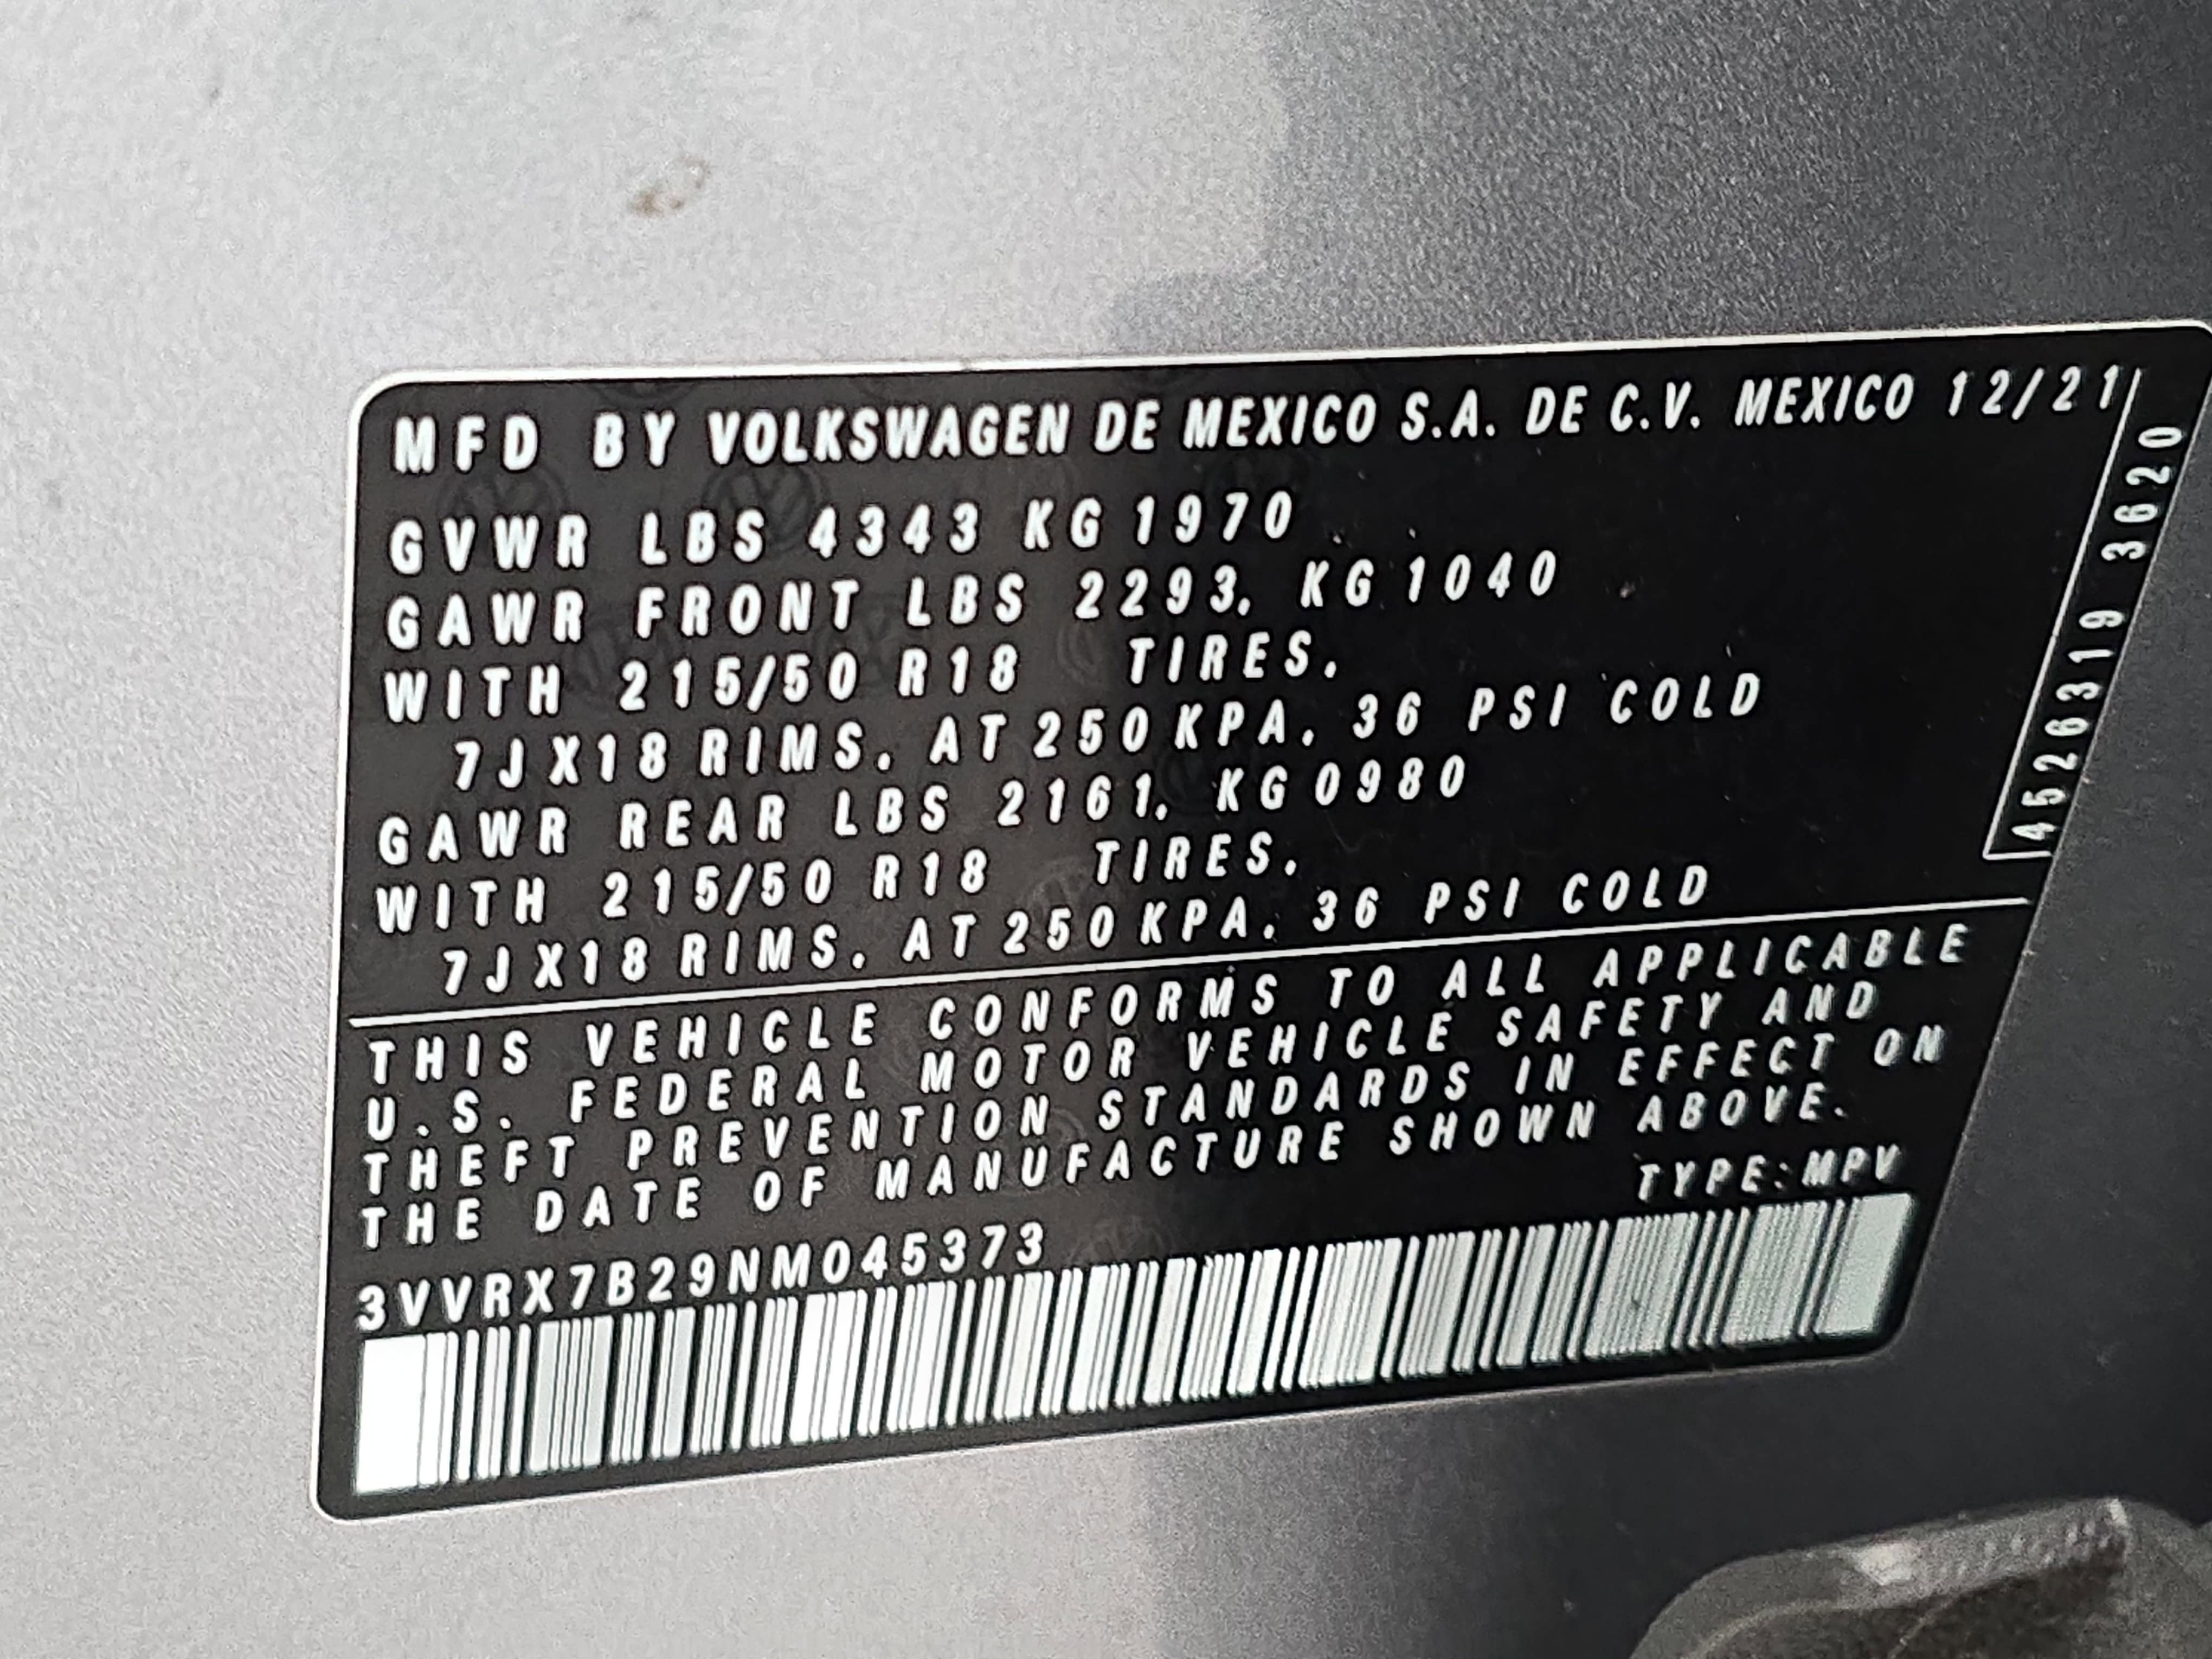 MFD BY VOLKSWAGEN DE MEXICO S.A. DE C.V. MEXICO 12/21
GVWR LBS 4343 KG 1970
GAWR FRONT LBS 2293, KG 1040
WITH 215/50 R18 TIRES,
7J X18 RIMS, AT 250 KPA, 36 PSI COLD
GAWR REAR LBS 2161, KG 0980
WITH 215/50 R18 TIRES,
7J X18 RIMS, AT 250 KPA, 36 PSI COLD
4526319 3620
THIS VEHICLE CONFORMS TO ALL APPLICABLE
U.S. FEDERAL MOTOR VEHICLE SAFETY AND
THEFT PREVENTION STANDARDS IN EFFECT ON
THE DATE OF MANUFACTURE SHOWN ABOVE.
TYPE:MPV
3VVRX7B29NM045373